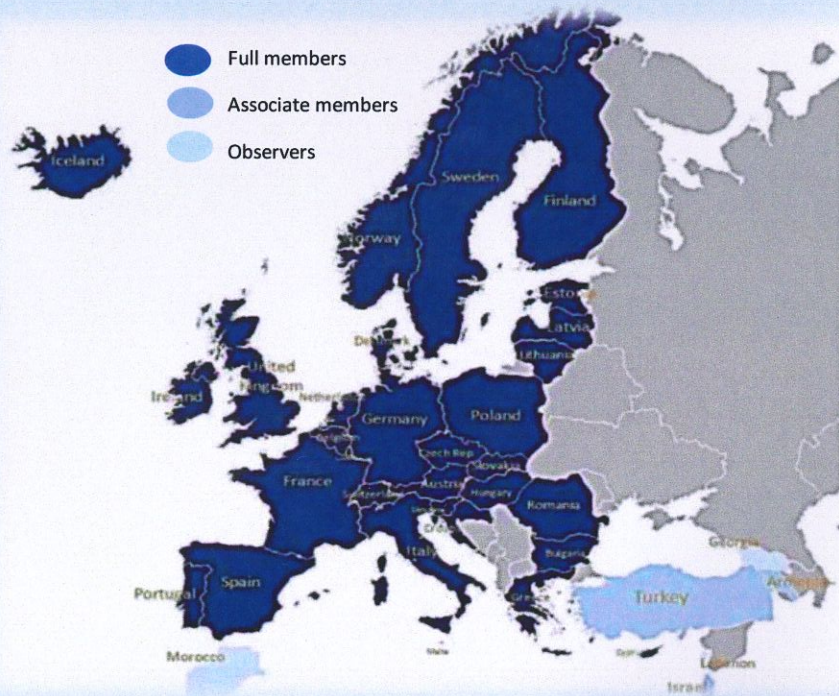 Full members
Associate members
Observers
Iceland
Sweden
Finland
Norway
Estonia
Latvia
Denmark
Lithuania
United
Kingdom
Ireland
Netherlands
Germany
Poland
Belgium
Czech Rep
Slovakia
France
Austria
Switzerland
Hungary
Romania
Italy
Bulgaria
Georgia
Portugal
Spain
Turkey
Armenia
Greece
Malta
Morocco
Lebanon
Israel